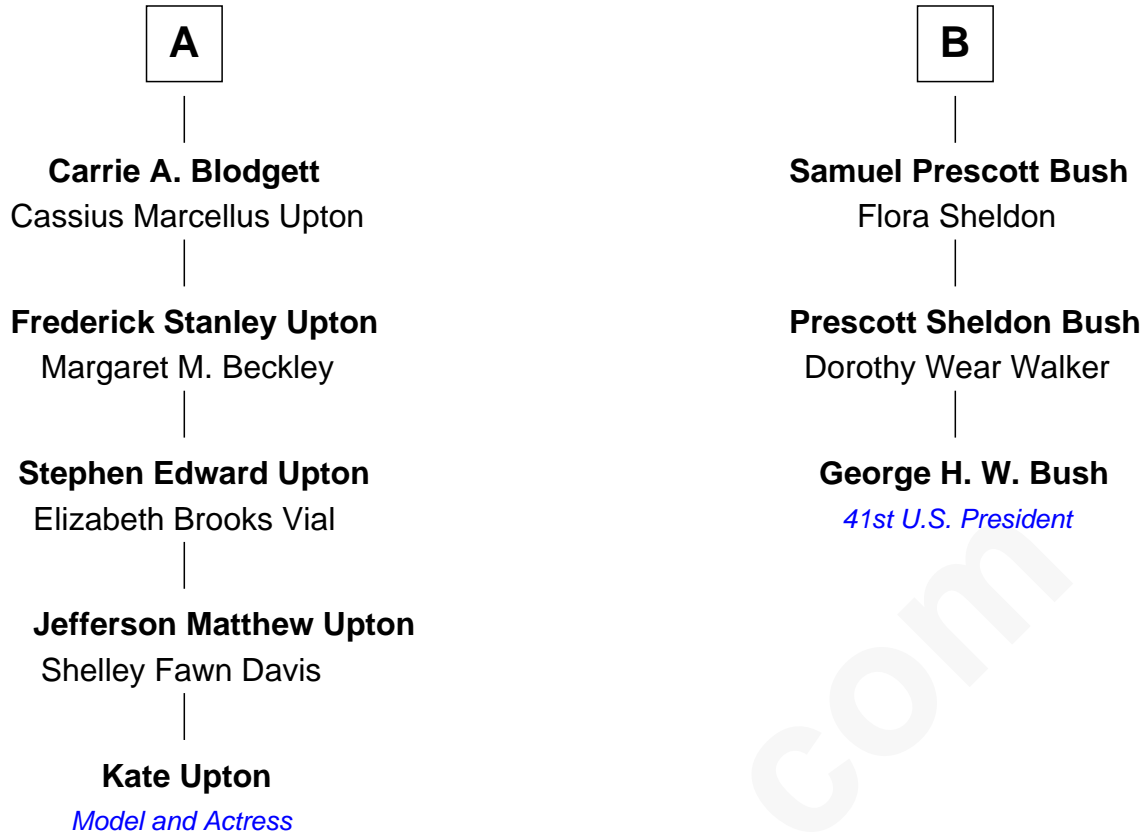 A
Carrie A. Blodgett
Cassius Marcellus Upton
Frederick Stanley Upton
Margaret M. Beckley
Stephen Edward Upton
Elizabeth Brooks Vial
Jefferson Matthew Upton
Shelley Fawn Davis
Kate Upton
Model and Actress
B
Samuel Prescott Bush
Flora Sheldon
Prescott Sheldon Bush
Dorothy Wear Walker
George H. W. Bush
41st U.S. President
com